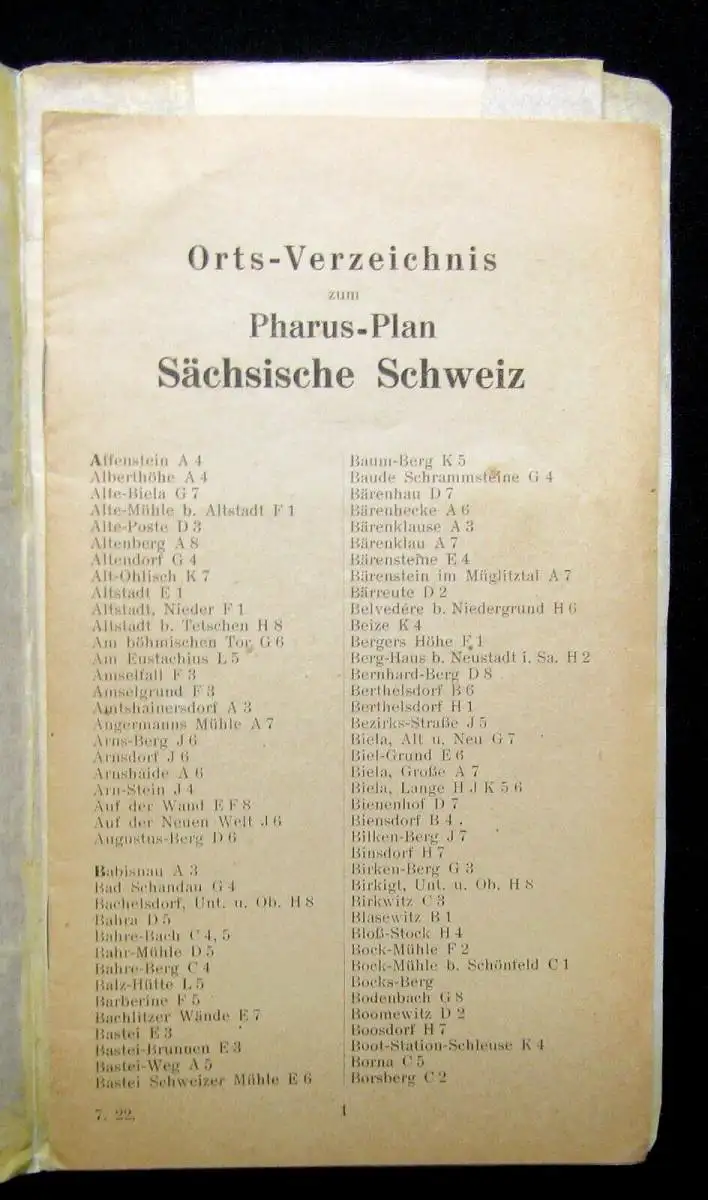 Orts-Verzeichnis
zum
Pharus-Plan
Sächsische Schweiz
Affenstein A 4
Alberthöhe A 4
Alte-Biela G 7
Alte-Mühle b. Altstadt F 1
Alte-Poste D 3
Altenberg A 8
Altendorf G 4
Alt-Ohlisch K 7
Altstadt E 1
Altstadt, Nieder F 1
Altstadt b. Tetschen H 8
Am böhmischen Tor G 6
Am Eustachius L 5
Amselfall F 3
Amselgrund F 3
Amtshainersdorf A 3
Angermanns Mühle A 7
Arns-Berg J 6
Arnsdorf J 6
Arnshaide A 6
Arn-Stein J 4
Auf der Wand E F 8
Auf der Neuen Welt J 6
Augustus-Berg D 6
Babisnau A 3
Bad Schandau G 4
Bachelsdorf, Unt. u. Ob. H 8
Bahra D 5
Bahre-Bach C 4, 5
Bahr-Mühle D 5
Bahre-Berg C 4
Balz-Hütte L 5
Barberine F 5
Bachlitzer Wände E 7
Bastei E 3
Bastei-Brunnen E 3
Bastei-Weg A 5
Bastei Schweizer Mühle E 6
Baum-Berg K 5
Baude Schrammsteine G 4
Bärenhau D 7
Bärenhecke A 6
Bärenklause A 3
Bärenklau A 7
Bärensteine E 4
Bärenstein im Müglitztal A 7
Bärreute D 2
Belvedére b. Niedergrund H 6
Beize K 4
Bergers Höhe F 1
Berg-Haus b. Neustadt i. Sa. H 2
Bernhard-Berg D 8
Berthelsdorf B 6
Berthelsdorf H 1
Bezirks-Straße J 5
Biela, Alt u. Neu G 7
Biel-Grund E 6
Biela, Große A 7
Biela, Lange H J K 5 6
Bienenhof D 7
Biensdorf B 4 .
Bilken-Berg J 7
Binsdorf H 7
Birken-Berg G 3
Birkigt, Unt. u. Ob. H 8
Birkwitz C 3
Blasewitz B 1
Bloß-Stock H 4
Bock-Mühle F 2
Bock-Mühle b. Schönfeld C 1
Bocks-Berg
Bodenbach G 8
Boomewitz D 2
Boosdorf H 7
Boot-Station-Schleuse K 4
Borna C 5
Borsberg C 2
7. 22.
1